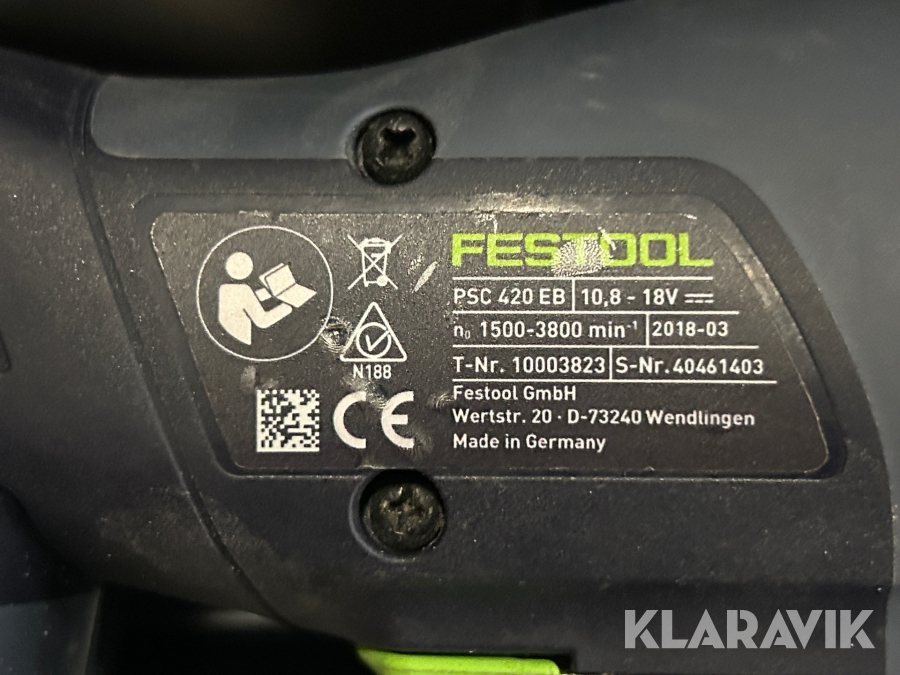 FESTOOL
PSC 420 EB 10,8 - 18V
n₀ 1500-3800 min⁻¹ 2018-03
T-Nr. 10003823 S-Nr. 40461403
Festool GmbH
Wertstr. 20 · D-73240 Wendlingen
Made in Germany
N188
CE
KLARAVIK